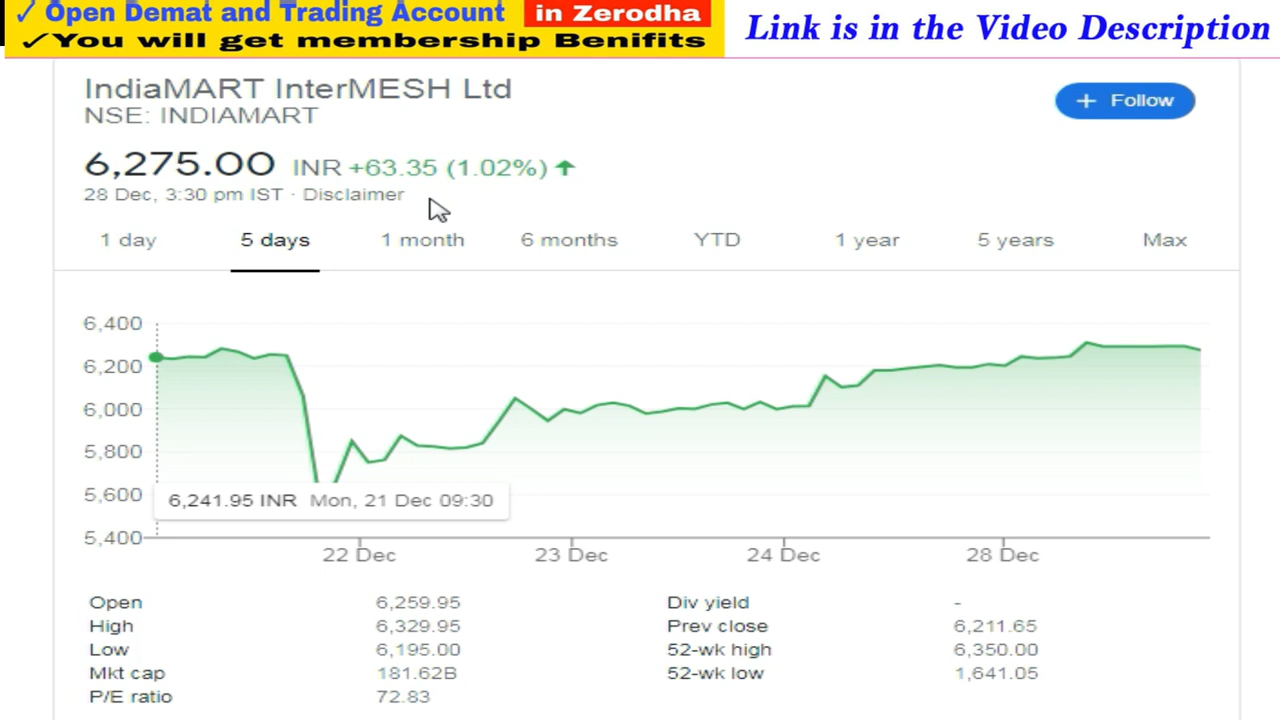 ✓ Open Demat and Trading Account in Zerodha
✓You will get membership Benifits
Link is in the Video Description
IndiaMART InterMESH Ltd
NSE: INDIAMART
+ Follow
6,275.00 INR +63.35 (1.02%) ↑
28 Dec, 3:30 pm IST · Disclaimer
1 day 5 days 1 month 6 months YTD 1 year 5 years Max
6,400
6,200
6,000
5,800
5,600
5,400
6,241.95 INR Mon, 21 Dec 09:30
22 Dec 23 Dec 24 Dec 28 Dec
Open 6,259.95 Div yield -
High 6,329.95 Prev close 6,211.65
Low 6,195.00 52-wk high 6,350.00
Mkt cap 181.62B 52-wk low 1,641.05
P/E ratio 72.83